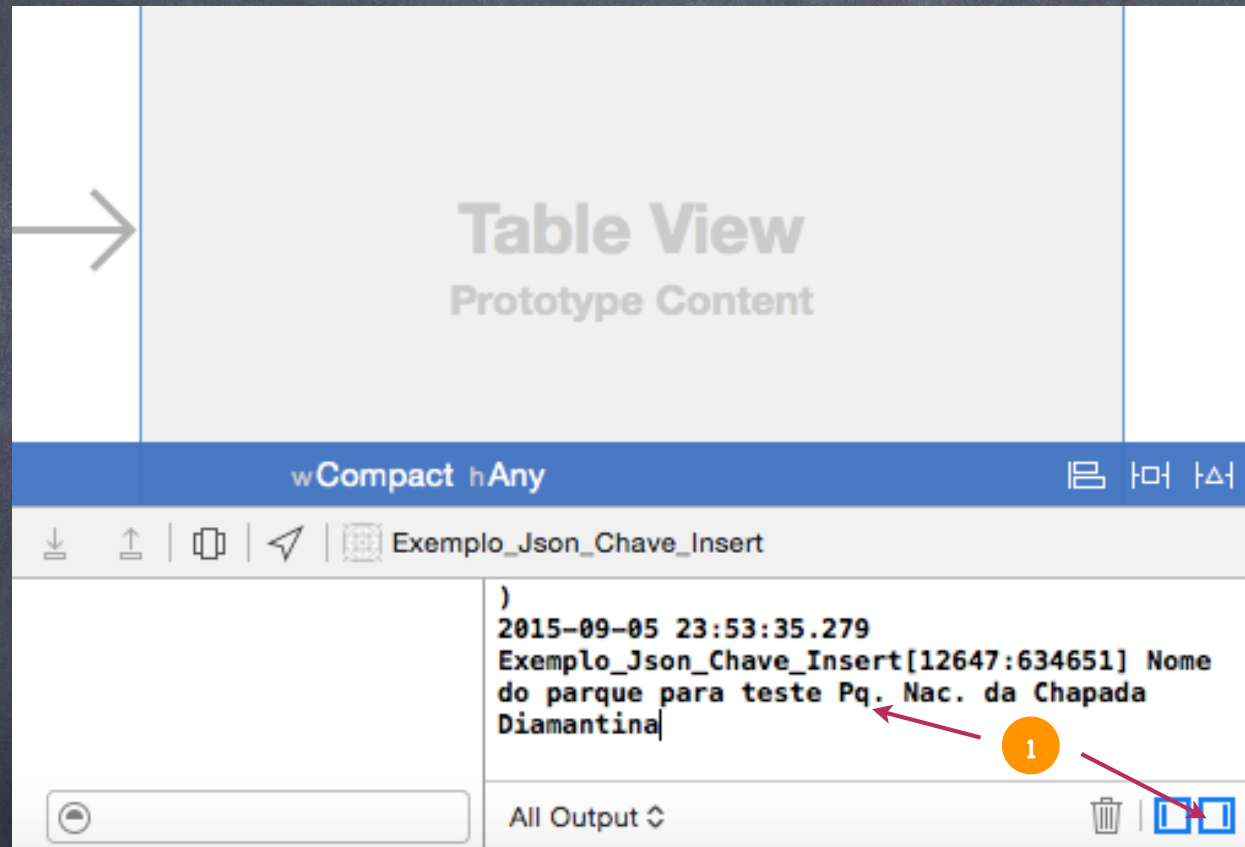 Table View
Prototype Content
wCompact hAny
Exemplo_Json_Chave_Insert
)
2015-09-05 23:53:35.279
Exemplo_Json_Chave_Insert[12647:634651] Nome
do parque para teste Pq. Nac. da Chapada
Diamantina
1
All Output